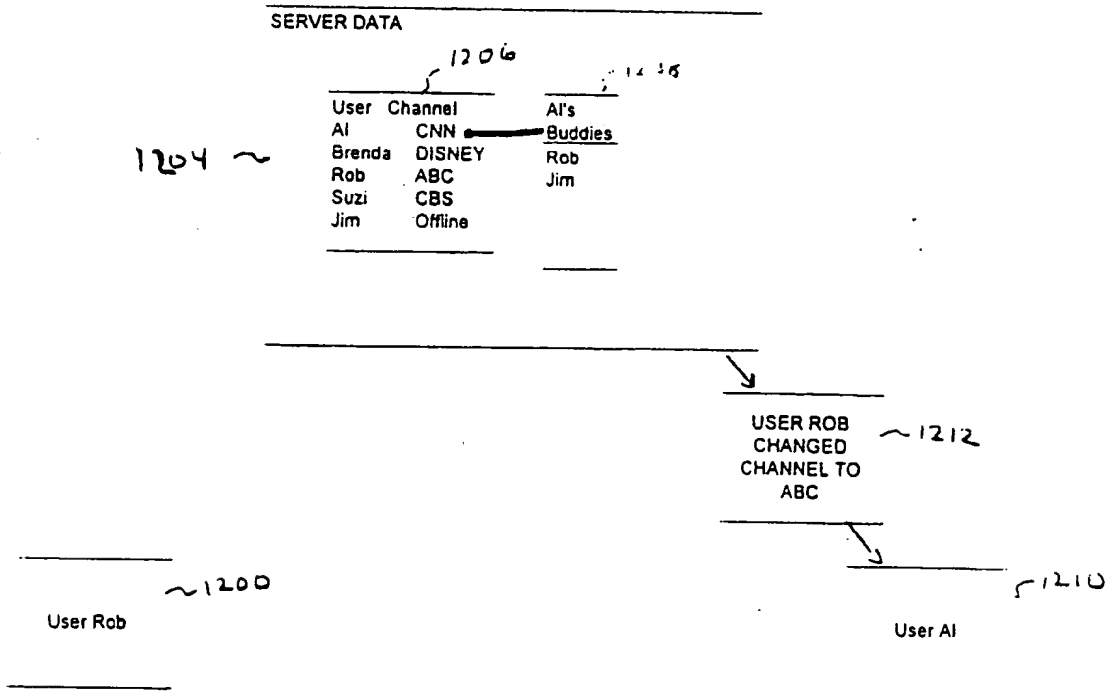 SERVER DATA
1206
User Channel
Al CNN
Brenda DISNEY
Rob ABC
Suzi CBS
Jim Offline
Al's
Buddies
Rob
Jim
1204
USER ROB
CHANGED
CHANNEL TO
ABC
1212
1200
User Rob
1210
User Al